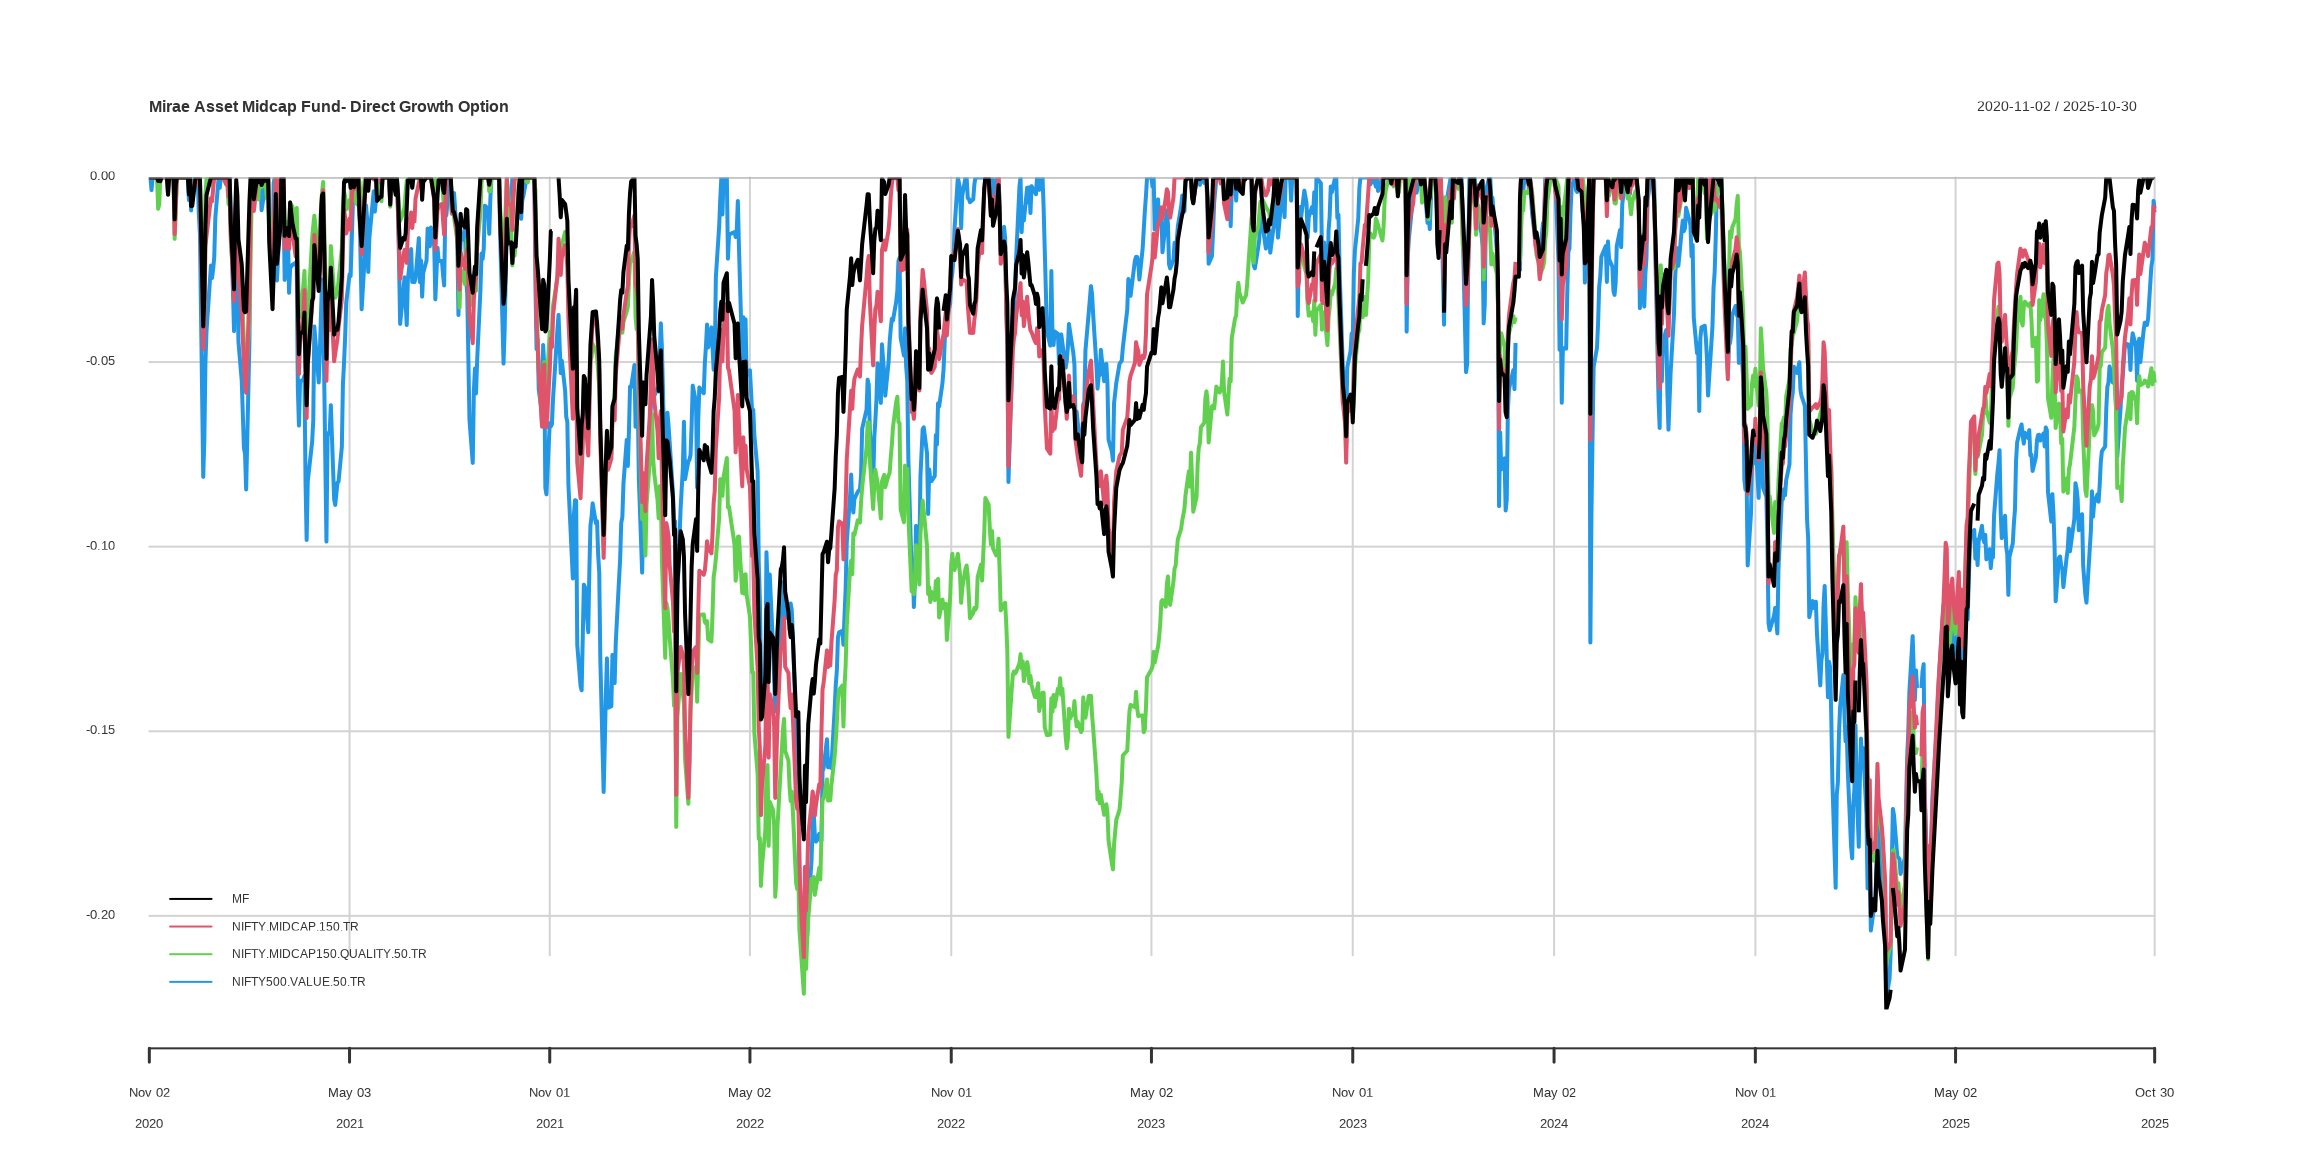 Mirae Asset Midcap Fund- Direct Growth Option
2020-11-02 / 2025-10-30
0.00
-0.05
-0.10
-0.15
-0.20
MF
NIFTY.MIDCAP.150.TR
NIFTY.MIDCAP150.QUALITY.50.TR
NIFTY500.VALUE.50.TR
Nov 02 May 03 Nov 01 May 02 Nov 01 May 02 Nov 01 May 02 Nov 01 May 02 Oct 30
2020 2021 2021 2022 2022 2023 2023 2024 2024 2025 2025